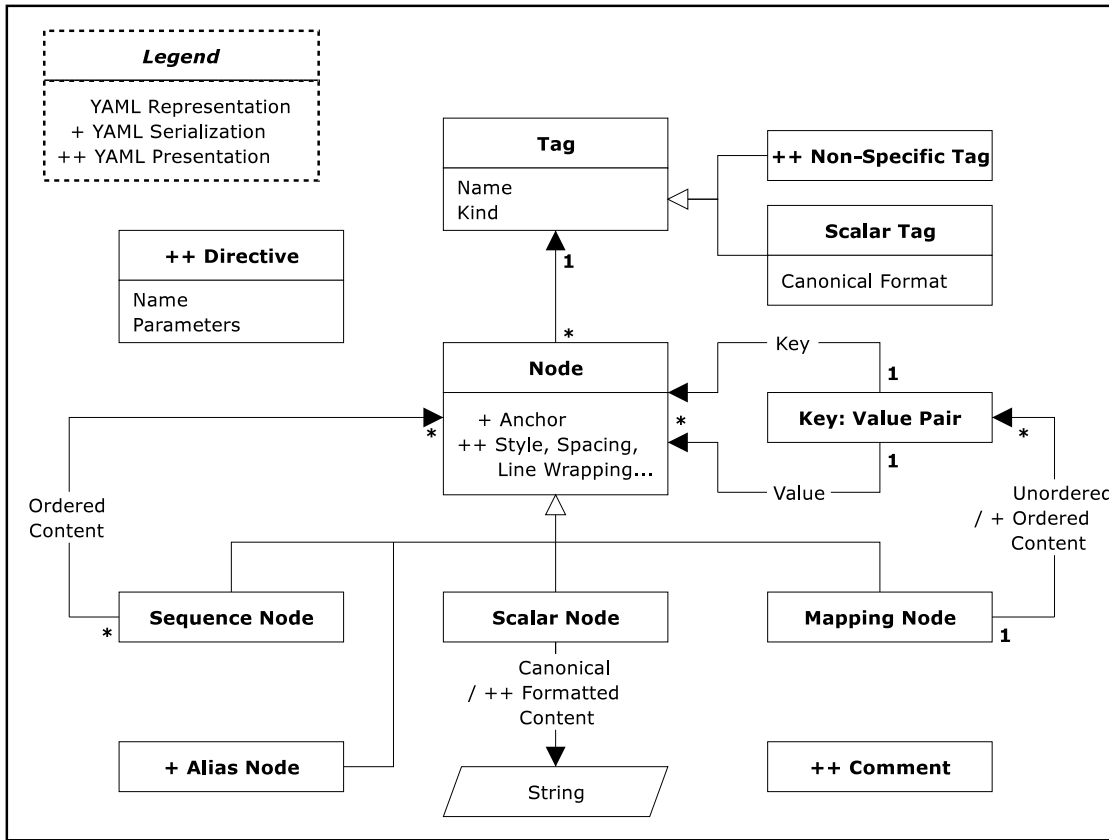 Legend
YAML Representation
+ YAML Serialization
++ YAML Presentation
Tag
Name
Kind
++ Non-Specific Tag
Scalar Tag
Canonical Format
++ Directive
Name
Parameters
1
*
Node
+ Anchor
++ Style, Spacing,
Line Wrapping...
*
*
Key
1
Key: Value Pair
1
Value
*
Ordered
Content
Unordered
/ + Ordered
Content
Sequence Node
*
Scalar Node
Mapping Node
1
Canonical
/ ++ Formatted
Content
+ Alias Node
String
++ Comment